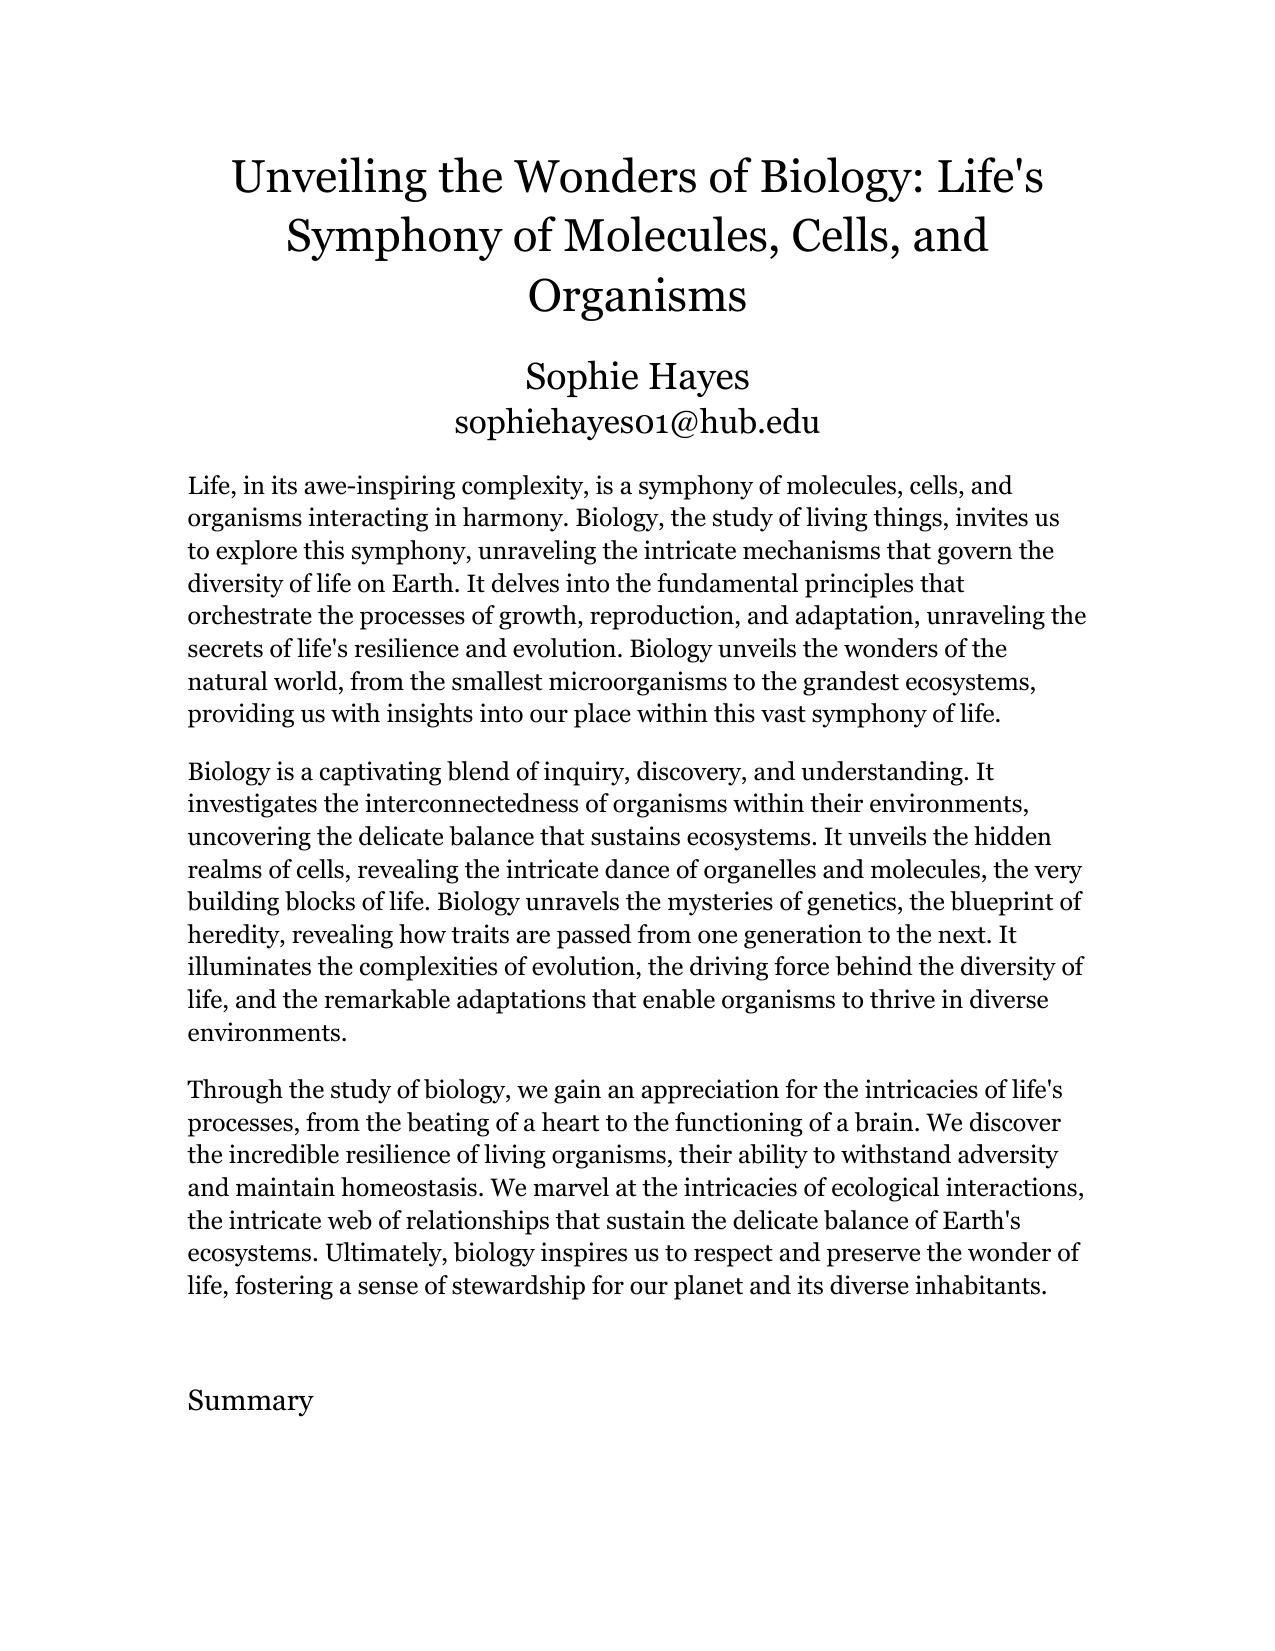 Unveiling the Wonders of Biology: Life's
Symphony of Molecules, Cells, and
Organisms
Sophie Hayes
sophiehayes01@hub.edu
Life, in its awe-inspiring complexity, is a symphony of molecules, cells, and
organisms interacting in harmony. Biology, the study of living things, invites us
to explore this symphony, unraveling the intricate mechanisms that govern the
diversity of life on Earth. It delves into the fundamental principles that
orchestrate the processes of growth, reproduction, and adaptation, unraveling the
secrets of life's resilience and evolution. Biology unveils the wonders of the
natural world, from the smallest microorganisms to the grandest ecosystems,
providing us with insights into our place within this vast symphony of life.
Biology is a captivating blend of inquiry, discovery, and understanding. It
investigates the interconnectedness of organisms within their environments,
uncovering the delicate balance that sustains ecosystems. It unveils the hidden
realms of cells, revealing the intricate dance of organelles and molecules, the very
building blocks of life. Biology unravels the mysteries of genetics, the blueprint of
heredity, revealing how traits are passed from one generation to the next. It
illuminates the complexities of evolution, the driving force behind the diversity of
life, and the remarkable adaptations that enable organisms to thrive in diverse
environments.
Through the study of biology, we gain an appreciation for the intricacies of life's
processes, from the beating of a heart to the functioning of a brain. We discover
the incredible resilience of living organisms, their ability to withstand adversity
and maintain homeostasis. We marvel at the intricacies of ecological interactions,
the intricate web of relationships that sustain the delicate balance of Earth's
ecosystems. Ultimately, biology inspires us to respect and preserve the wonder of
life, fostering a sense of stewardship for our planet and its diverse inhabitants.
Summary